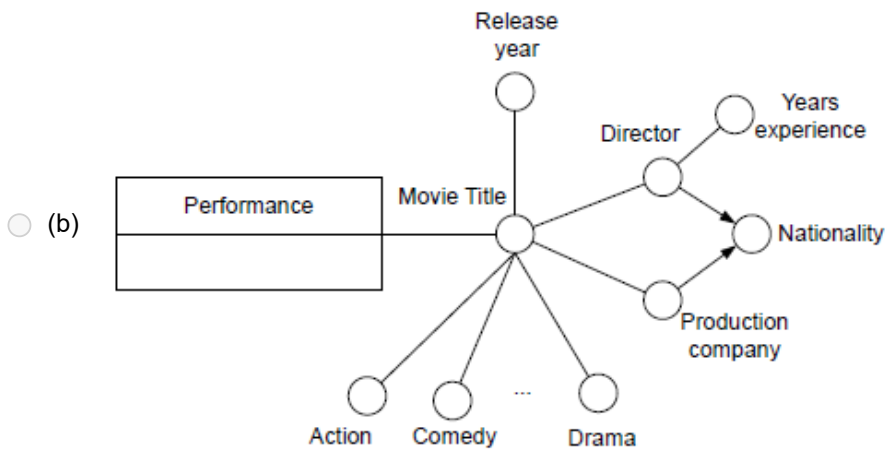 Release
year
Years
experience
Director
(b)
Performance
Movie Title
Nationality
Production
company
...
Action
Comedy
Drama